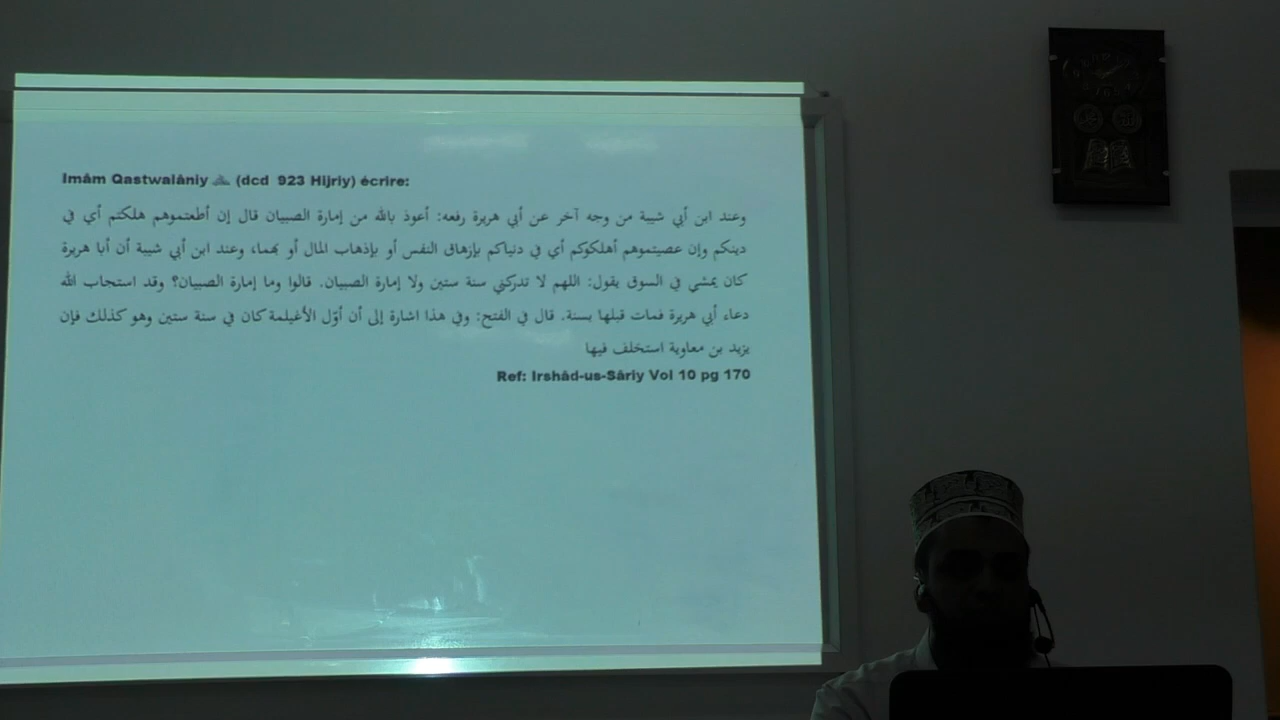 Imâm Qastwalâniy (dcd 923 Hijriy) écrire:
وعند ابن أبي شيبة من وجه آخر عن أبي هريرة رفعه: أعوذ بالله من إمارة الصبيان قال إن أطعتموهم هلكتم أي في
دينكم وإن عصيتموهم أهلكوكم أي في دنياكم بإزهاق النفس أو بإذهاب المال أو بهما، وعند ابن أبي شيبة أن أبا هريرة
كان يمشي في السوق يقول: اللهم لا تدركني سنة ستين ولا إمارة الصبيان. قالوا وما إمارة الصبيان؟ وقد استجاب الله
دعاء أبي هريرة فمات قبلها بسنة. قال في الفتح: وفي هذا اشارة إلى أن أوّل الأغيلمة كان في سنة ستين وهو كذلك فإن
يزيد بن معاوية استخلف فيها
Ref: Irshâd-us-Sâriy Vol 10 pg 170